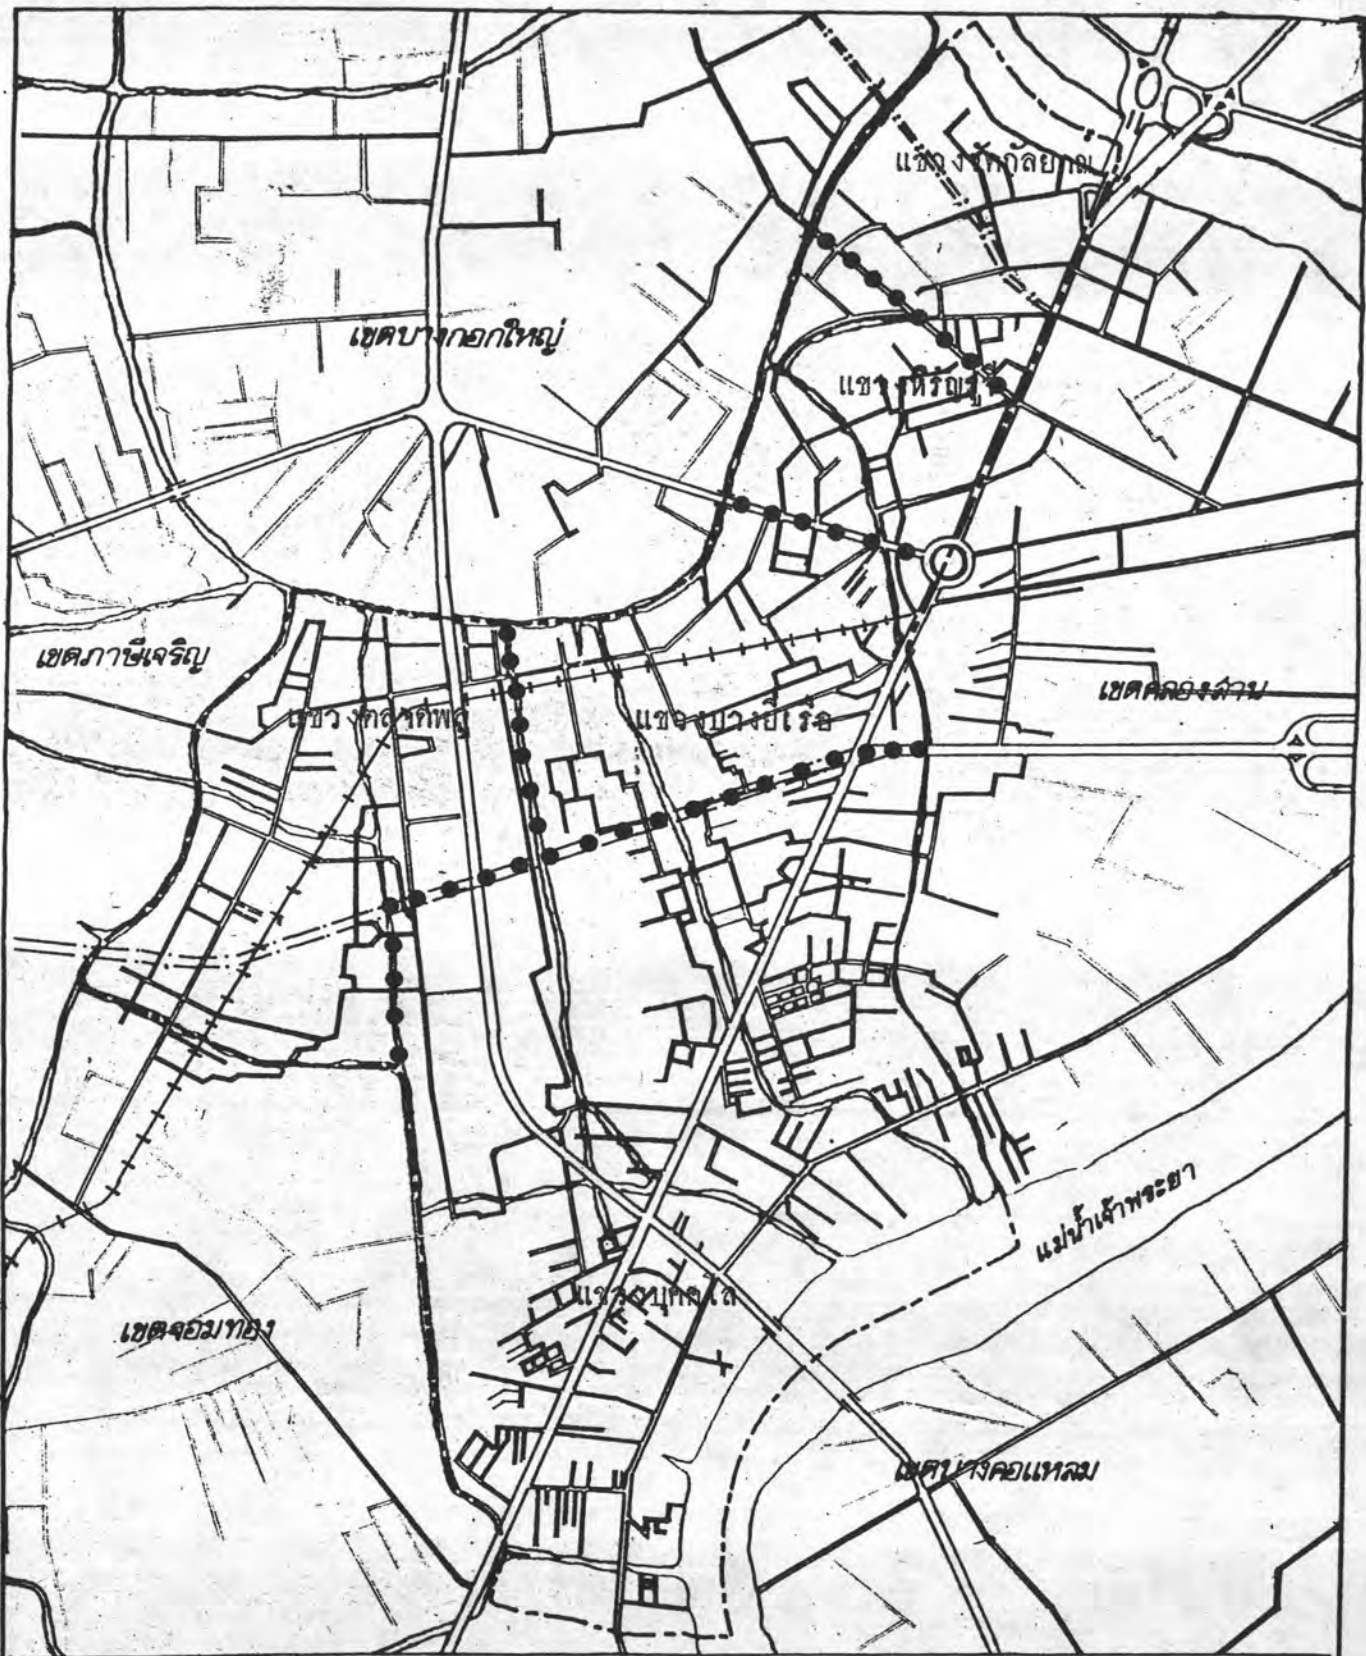 แขวงวัดกัลยาณ
เขตบางกอกใหญ่
แขวงหิรัญรูจี
เขตภาษีเจริญ
เขตคลองสาน
แขวงตลาดพลู
แขวงบางยี่เรือ
แม่น้ำเจ้าพระยา
แขวงบุคคโล
เขตจอมทอง
เขตบางคอแหลม